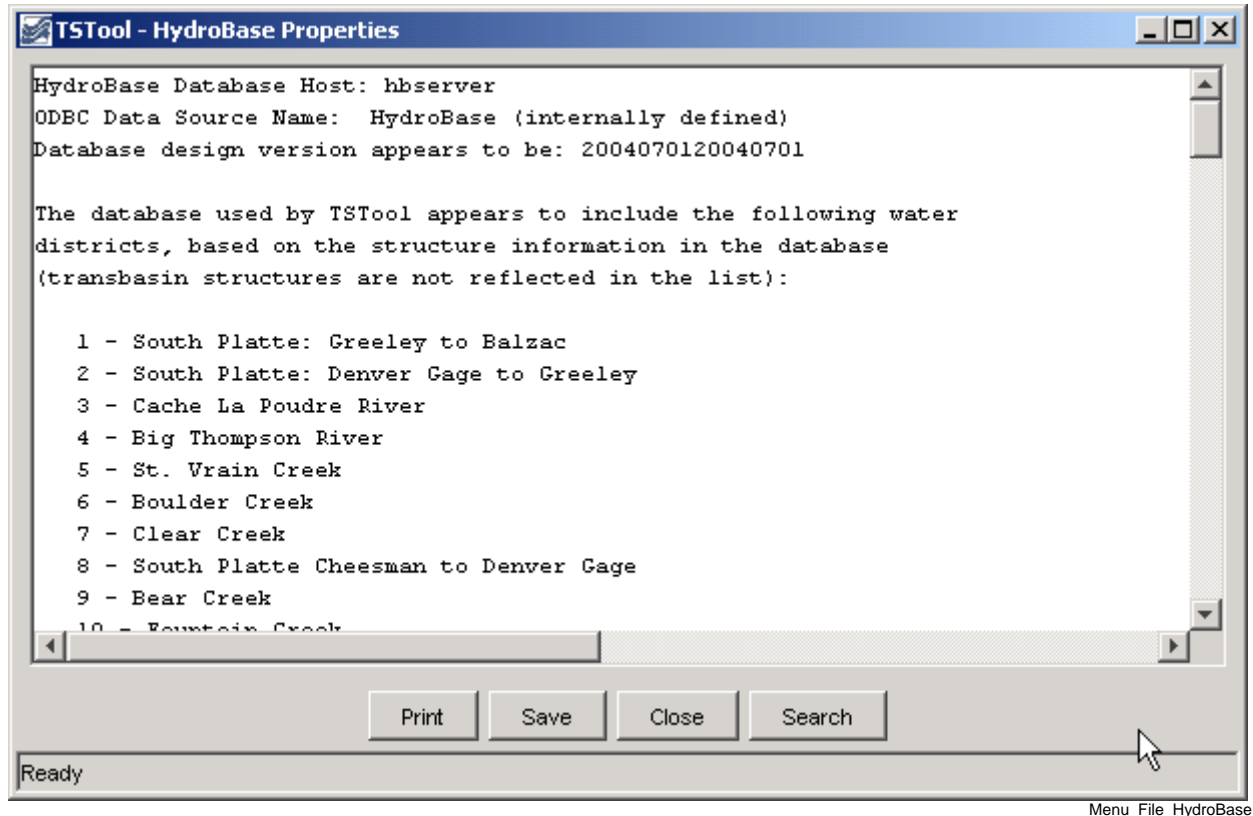 TSTool - HydroBase Properties
HydroBase Database Host: hbserver
ODBC Data Source Name:  HydroBase (internally defined)
Database design version appears to be: 2004070120040701
The database used by TSTool appears to include the following water
districts, based on the structure information in the database
(transbasin structures are not reflected in the list):
1 - South Platte: Greeley to Balzac
2 - South Platte: Denver Gage to Greeley
3 - Cache La Poudre River
4 - Big Thompson River
5 - St. Vrain Creek
6 - Boulder Creek
7 - Clear Creek
8 - South Platte Cheesman to Denver Gage
9 - Bear Creek
10 - Fountain Creek
Print Save Close Search
Ready
Menu_File_HydroBase